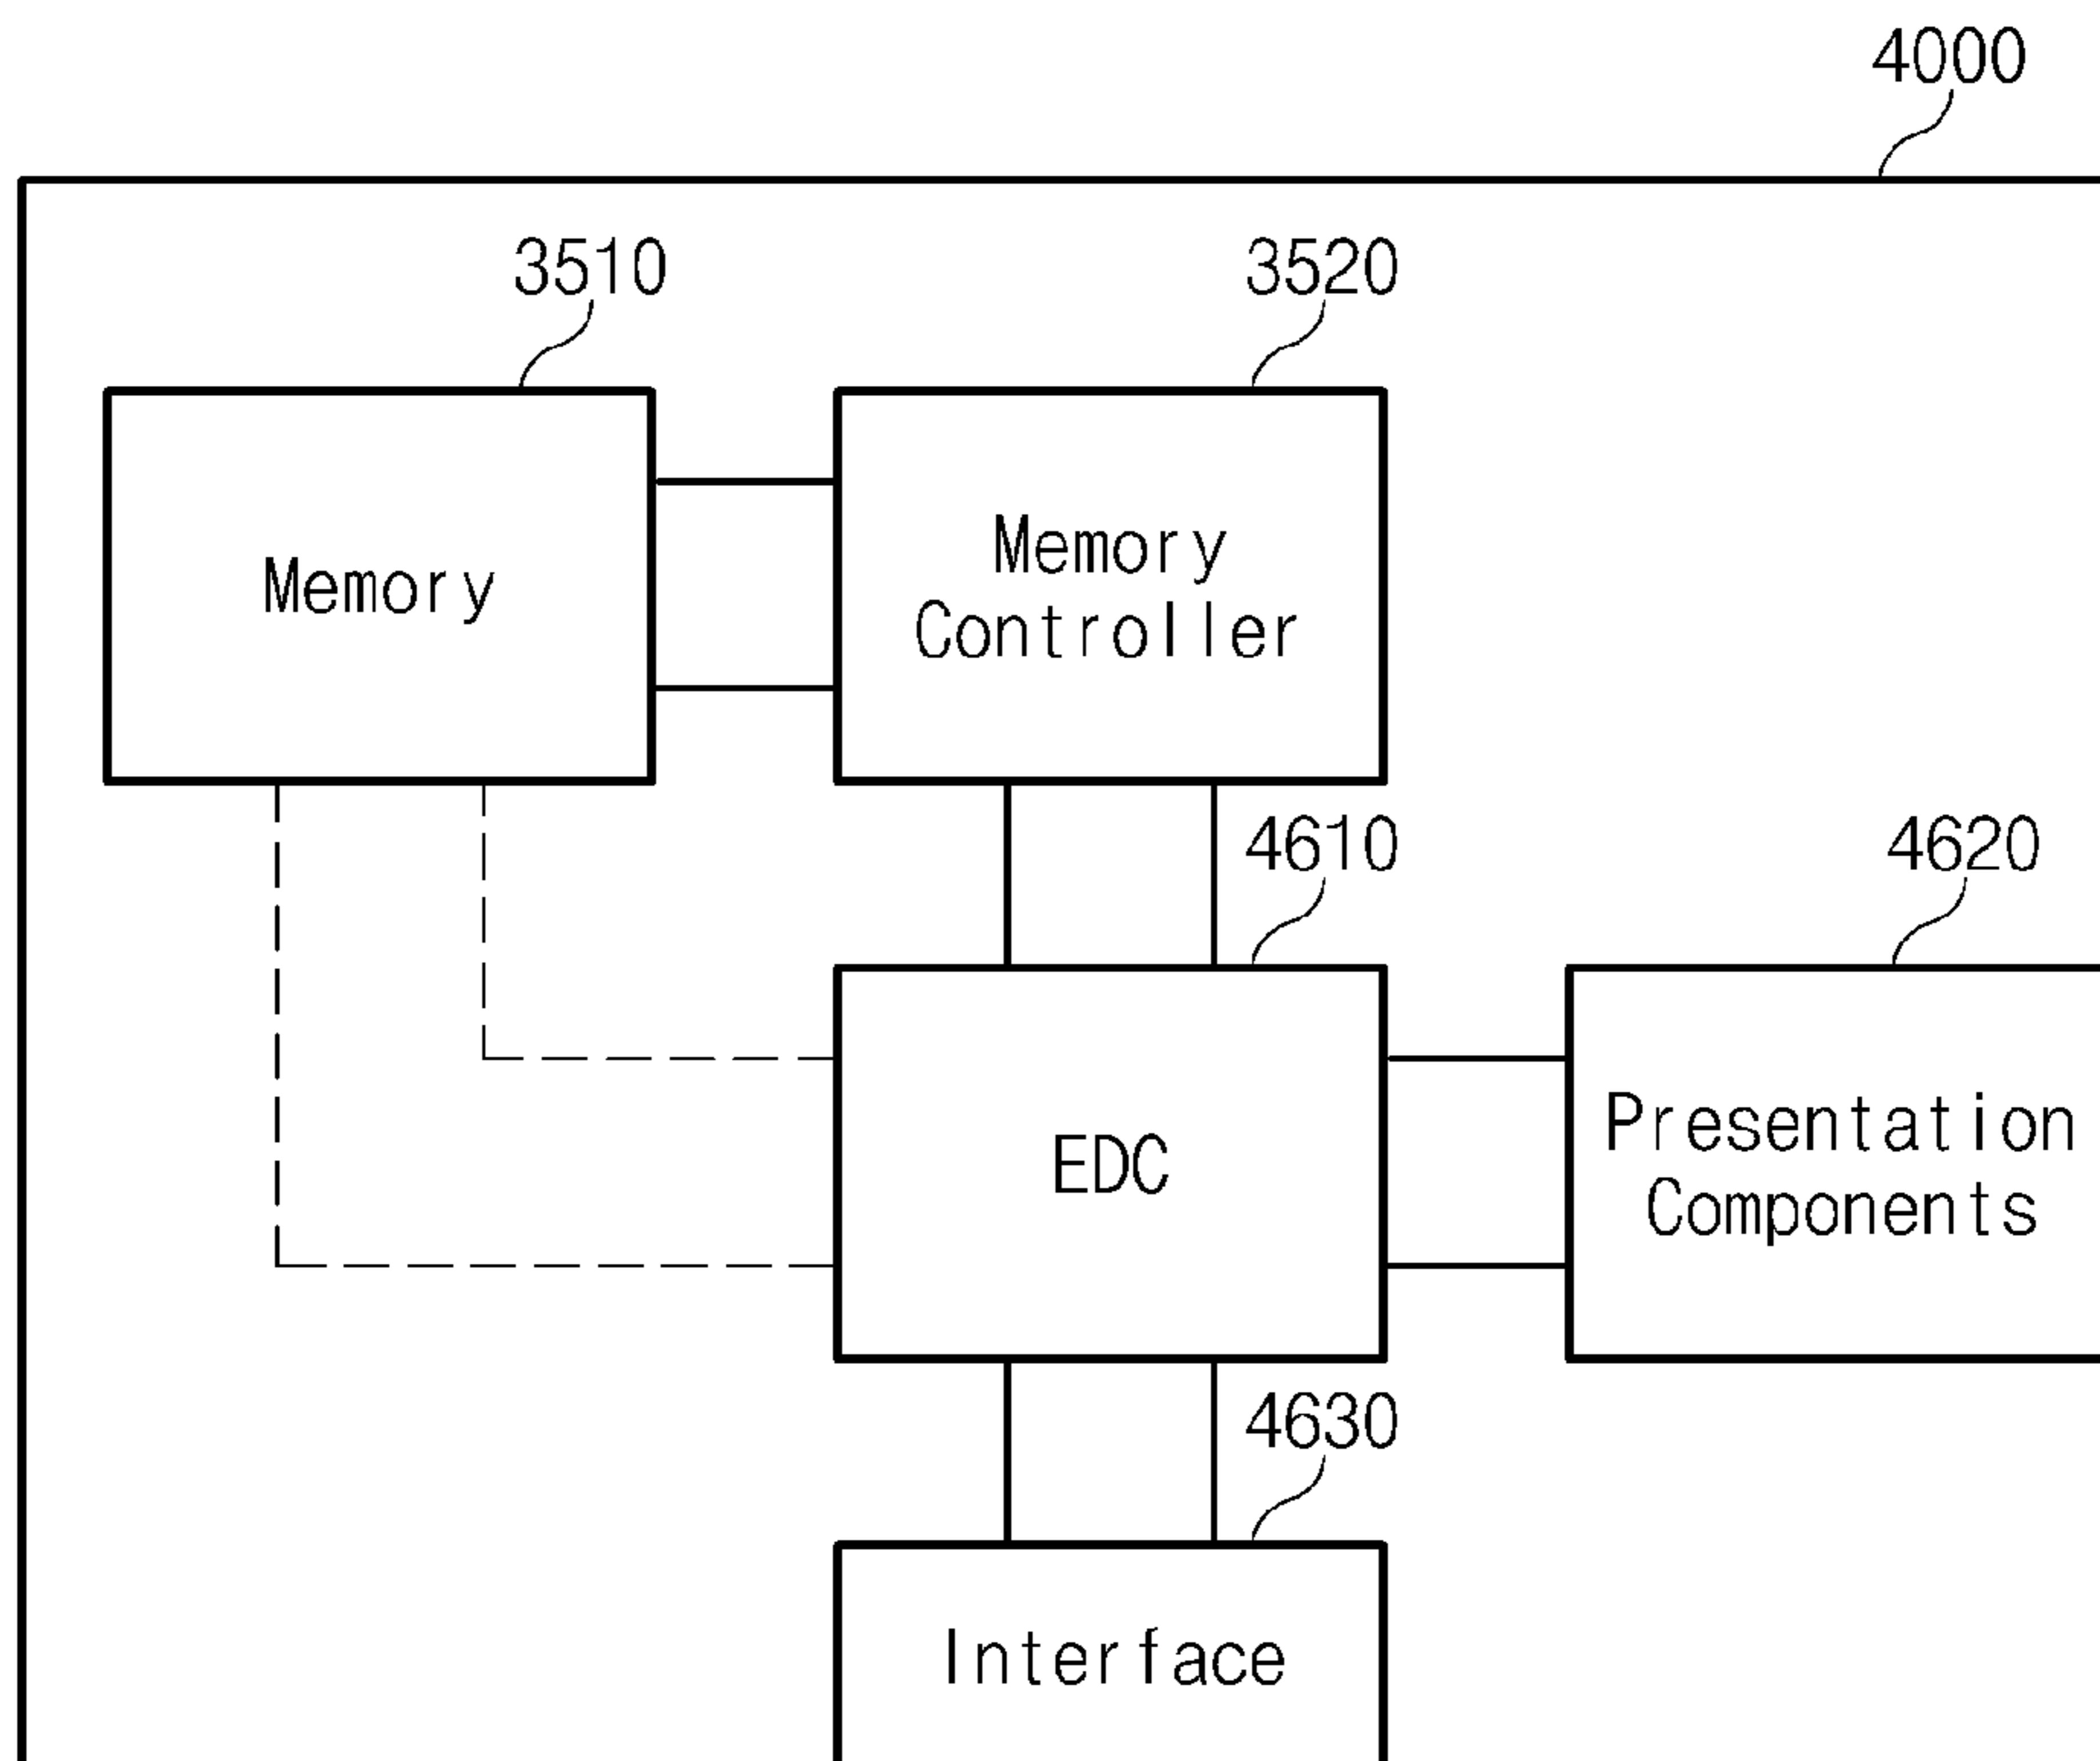 4000
3510
3520
Memory
Memory
Controller
4610
4620
EDC
Presentation
Components
4630
Interface